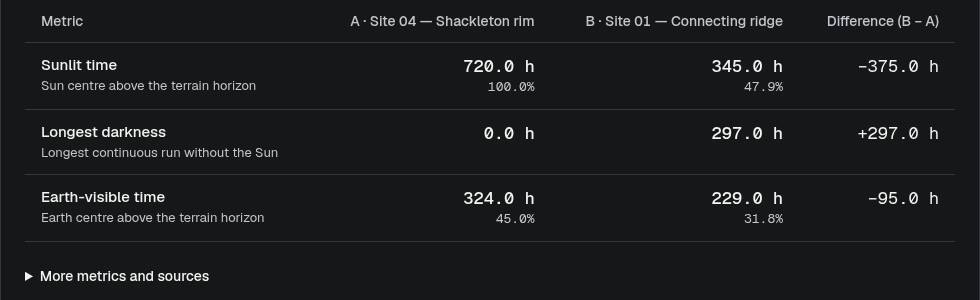 Metric A · Site 04 — Shackleton rim B · Site 01 — Connecting ridge Difference (B – A)
Sunlit time 720.0 h 345.0 h −375.0 h
Sun centre above the terrain horizon 100.0% 47.9%
Longest darkness 0.0 h 297.0 h +297.0 h
Longest continuous run without the Sun
Earth-visible time 324.0 h 229.0 h −95.0 h
Earth centre above the terrain horizon 45.0% 31.8%
▶ More metrics and sources